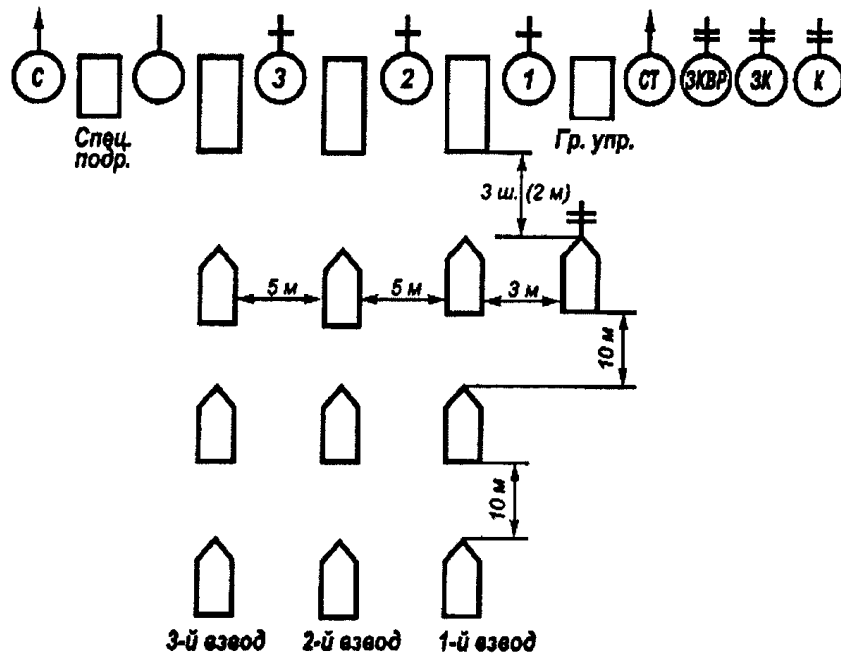 С 3 2 1 СТ ЗКВР ЗК К
Спец.
подр.
Гр. упр.
3 ш. (2 м)
5 м 5 м 3 м
10 м
10 м
3-й взвод 2-й взвод 1-й взвод